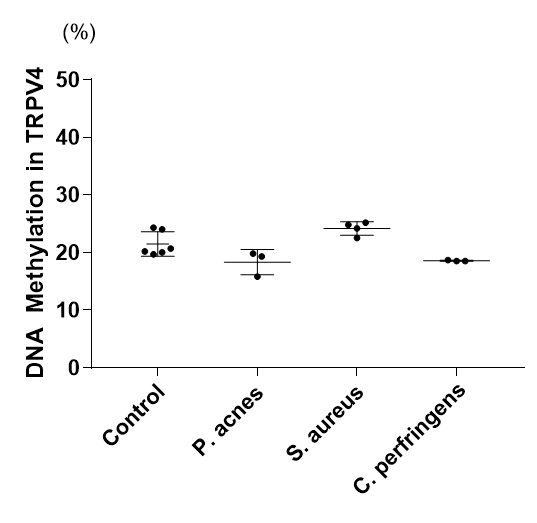 (%)
DNA Methylation in TRPV4
50
40
30
20
10
0
Control
P. acnes
S. aureus
C. perfringens